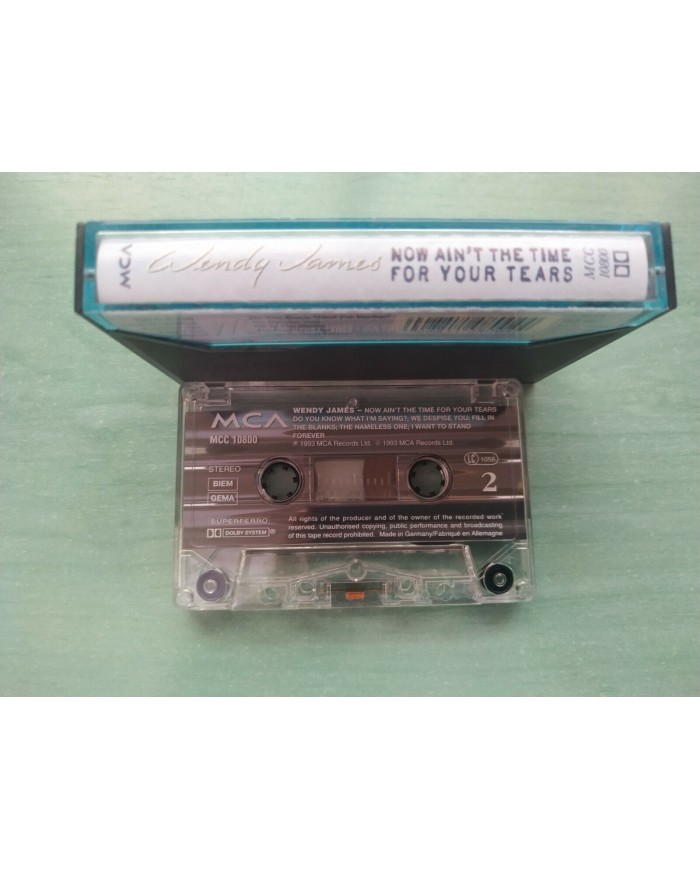 MCA
Wendy James
NOW AIN'T THE TIME
FOR YOUR TEARS
MCC
10800
MCA
MCC 10800
WENDY JAMES – NOW AIN'T THE TIME FOR YOUR TEARS
DO YOU KNOW WHAT I'M SAYING?; WE DESPISE YOU; FILL IN
THE BLANKS; THE NAMELESS ONE; I WANT TO STAND
FOREVER
℗ 1993 MCA Records Ltd. © 1993 MCA Records Ltd.
STEREO
BIEM
GEMA
LC 1056
2
SUPERFERRO
DOLBY SYSTEM®
All rights of the producer and of the owner of the recorded work
reserved. Unauthorised copying, public performance and broadcasting
of this tape record prohibited. Made in Germany/Fabriqué en Allemagne